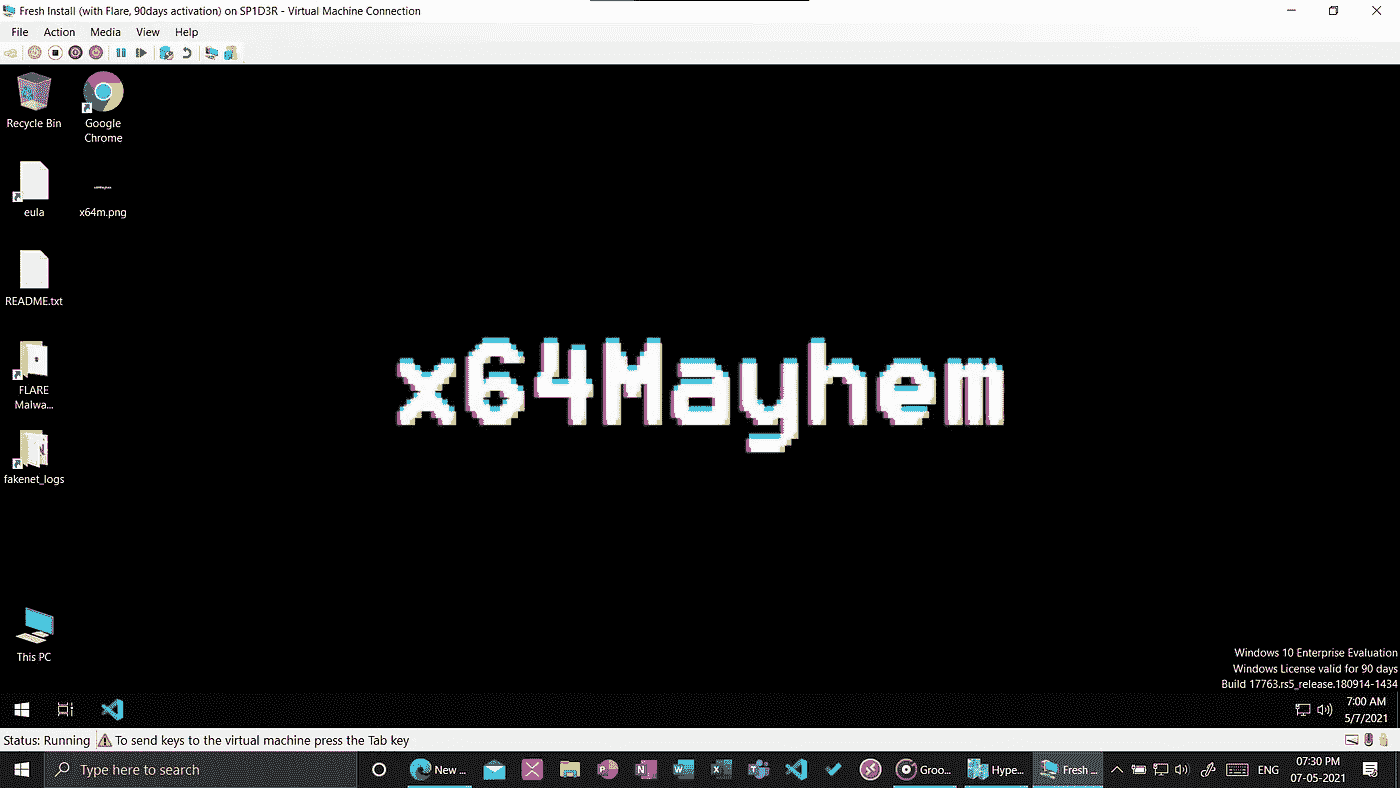 Fresh Install (with Flare, 90days activation) on SP1D3R - Virtual Machine Connection
File Action Media View Help
Recycle Bin
Google
Chrome
eula
x64m.png
README.txt
FLARE
Malwa...
fakenet_logs
x64Mayhem
This PC
Windows 10 Enterprise Evaluation
Windows License valid for 90 days
Build 17763.rs5_release.180914-1434
7:00 AM
5/7/2021
Status: Running
To send keys to the virtual machine press the Tab key
Type here to search
New ...
Groo...
Hype...
Fresh ...
ENG
07:30 PM
07-05-2021